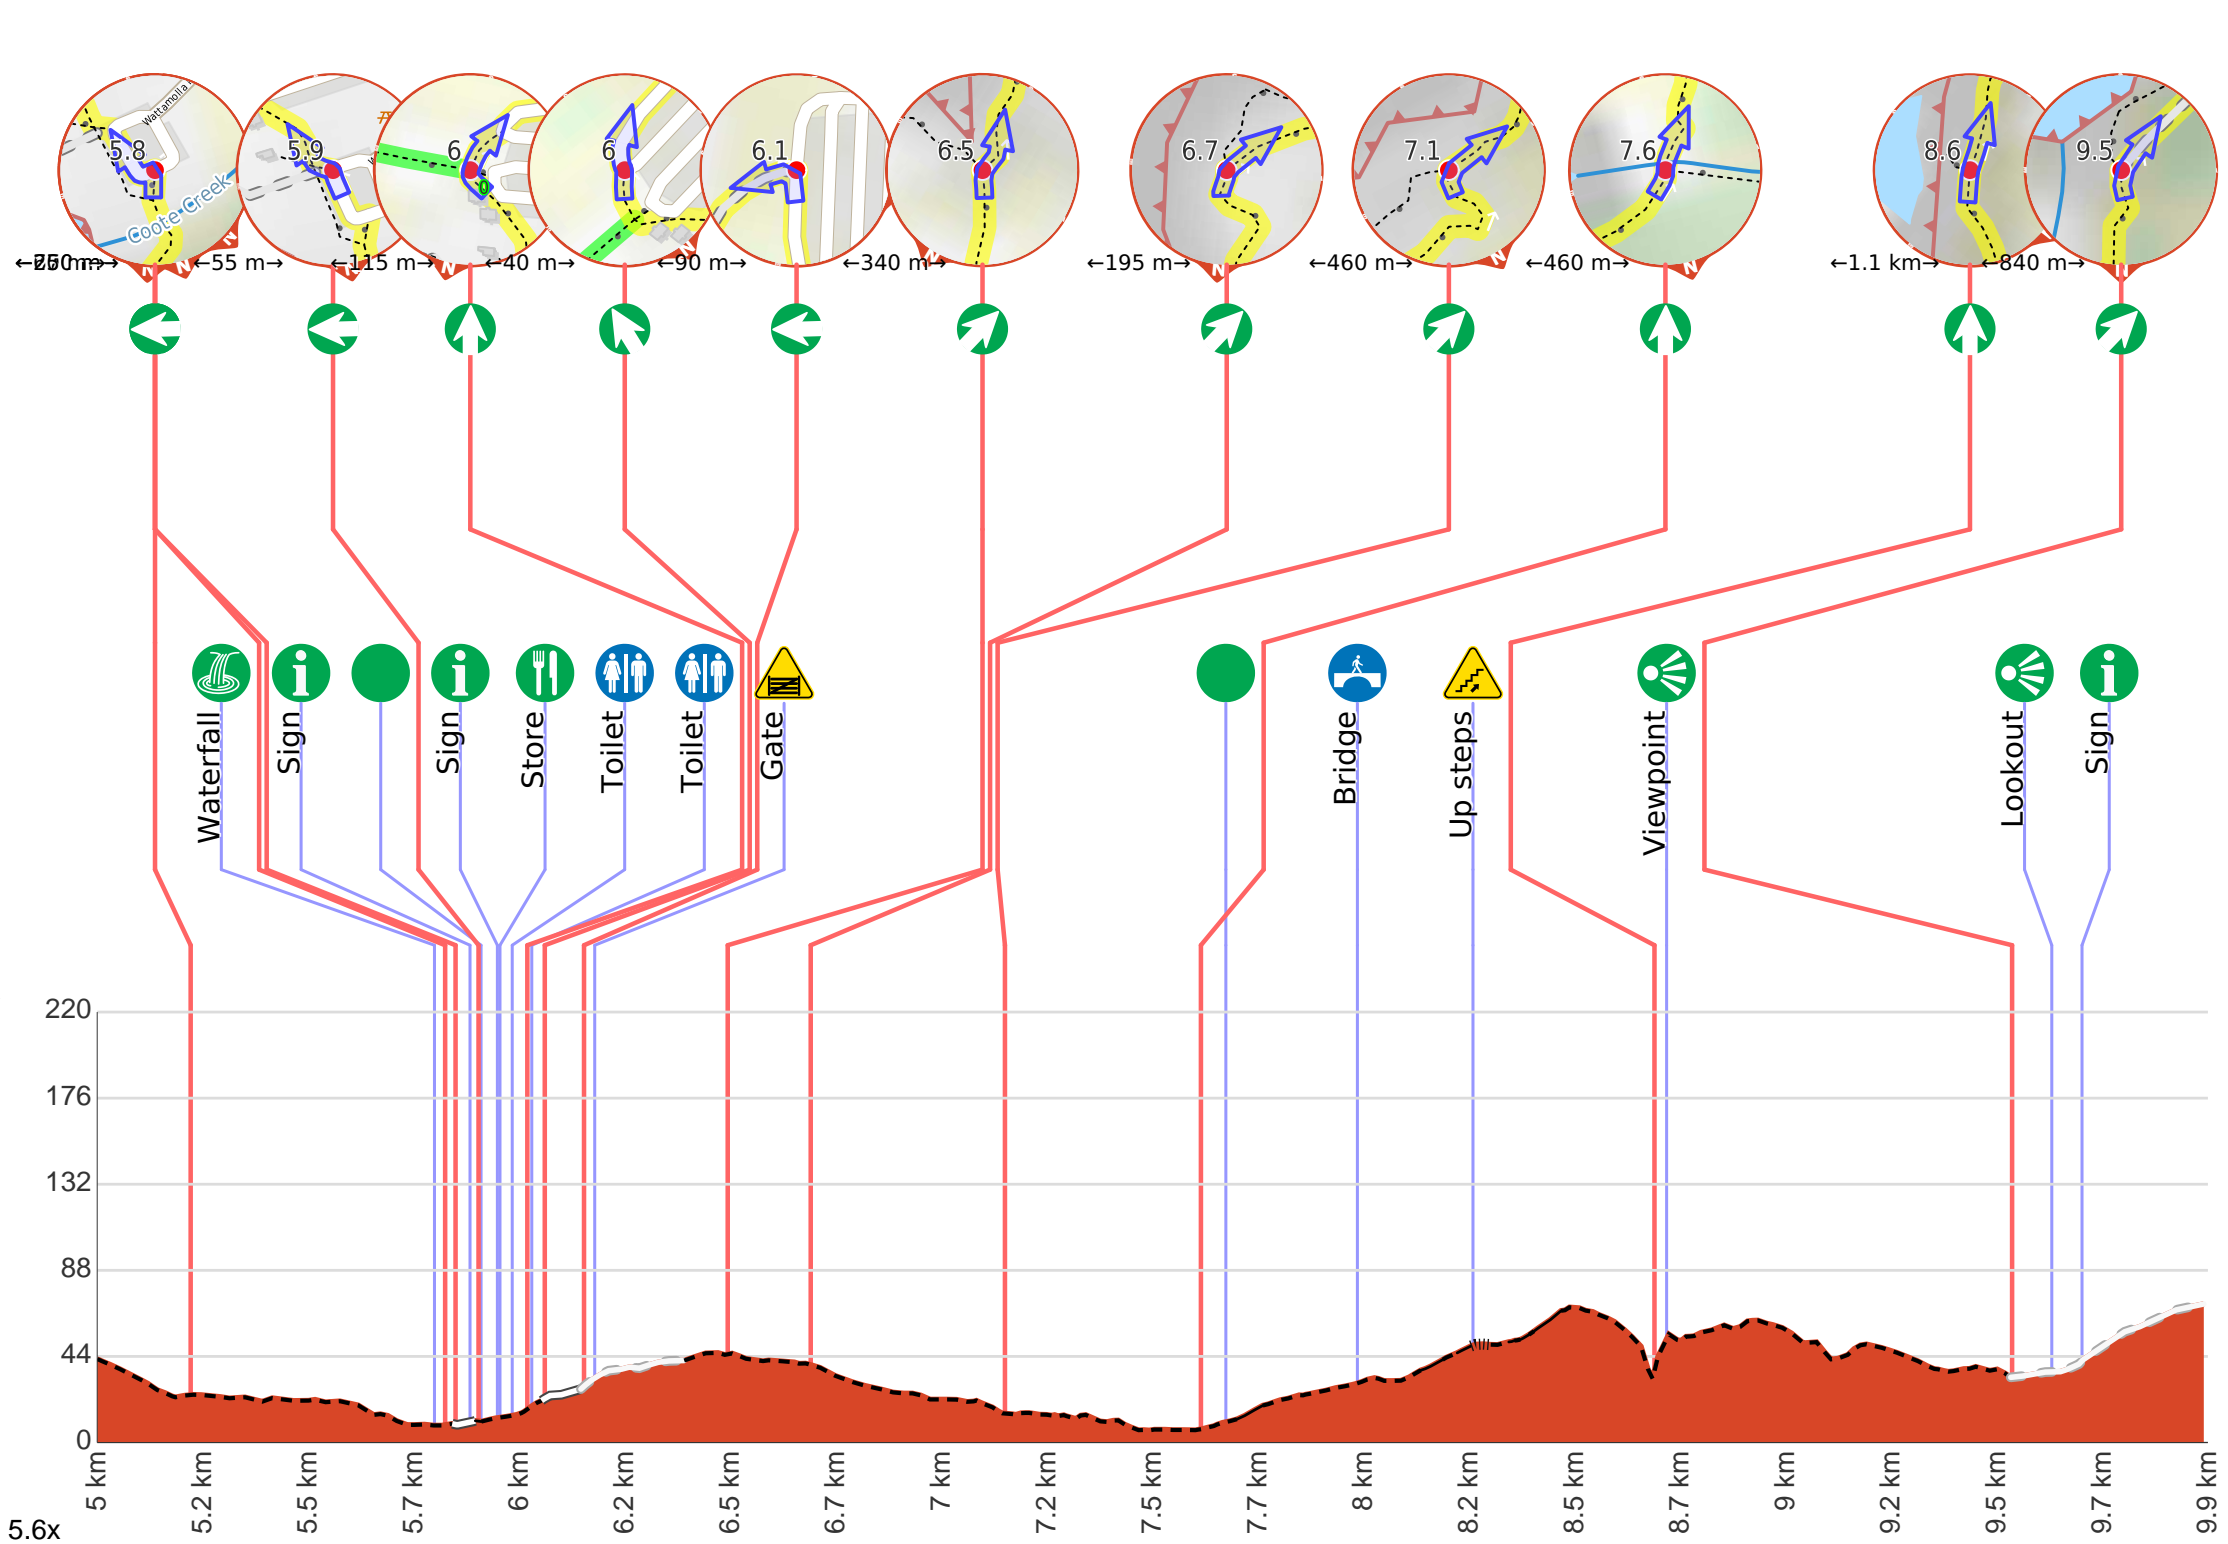 Wattamolla
Coote Creek
5.8
5.9
6
0
6
6.1
6.5
6.7
7.1
7.6
8.6
9.5
N
N
N
N
N
N
N
N
N
N
←55 m→
←115 m→
←40 m→
←90 m→
←340 m→
←195 m→
←460 m→
←460 m→
←1.1 km→
←840 m→
Waterfall
Sign
Sign
Store
Toilet
Toilet
Gate
Bridge
Up steps
Viewpoint
Lookout
Sign
220
176
132
88
44
0
5 km
5.2 km
5.5 km
5.7 km
6 km
6.2 km
6.5 km
6.7 km
7 km
7.2 km
7.5 km
7.7 km
8 km
8.2 km
8.5 km
8.7 km
9 km
9.2 km
9.5 km
9.7 km
9.9 km
5.6x